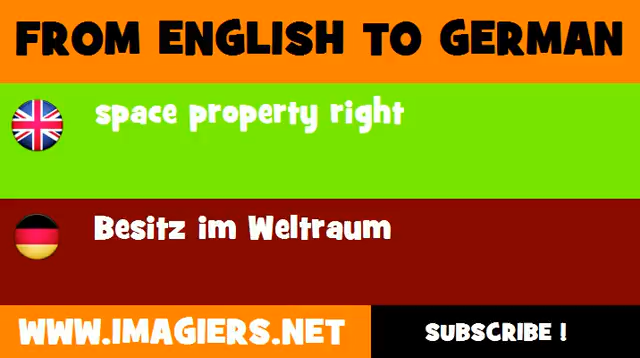 FROM ENGLISH TO GERMAN
space property right
Besitz im Weltraum
WWW.IMAGIERS.NET
SUBSCRIBE !